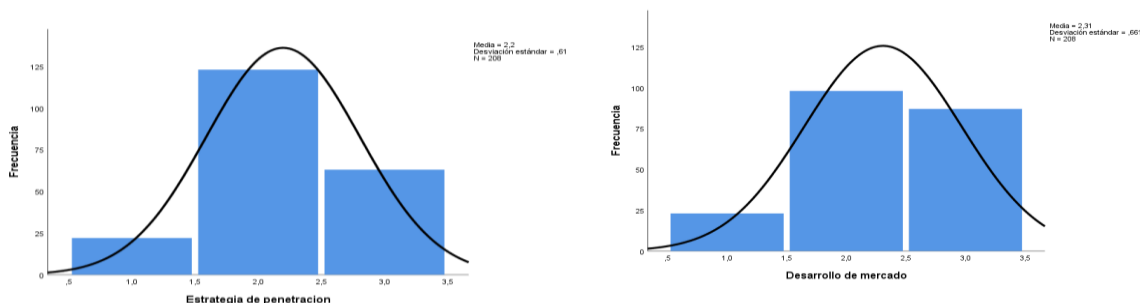 Media = 2,2
Desviación estándar = ,61
N = 208
Frecuencia
125
100
75
50
25
0
,5 1,0 1,5 2,0 2,5 3,0 3,5
Estrategia de penetracion
Media = 2,31
Desviación estándar = ,661
N = 208
Frecuencia
125
100
75
50
25
0
,5 1,0 1,5 2,0 2,5 3,0 3,5
Desarrollo de mercado